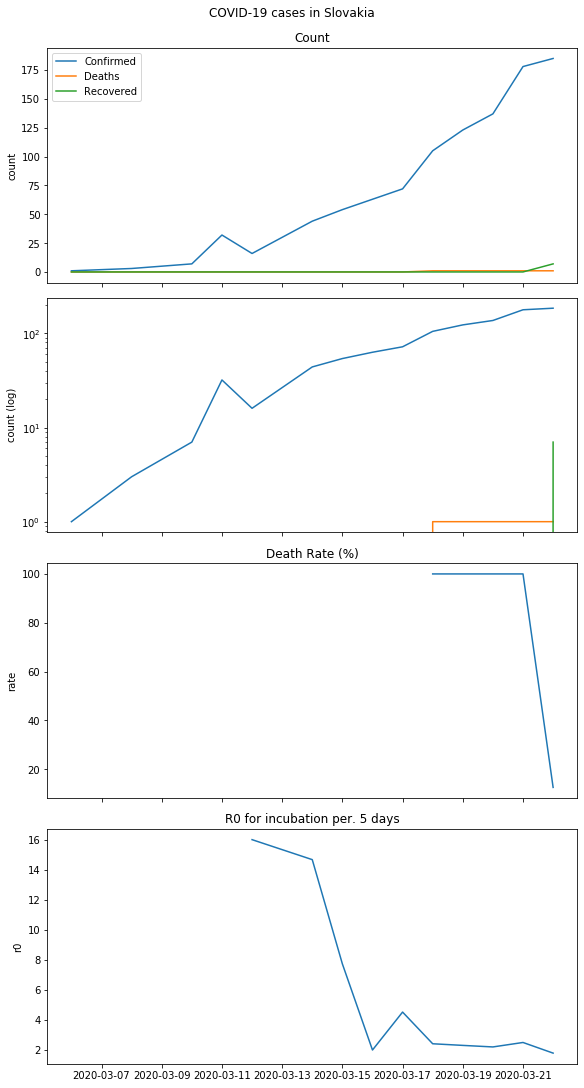 COVID-19 cases in Slovakia
Count
Confirmed
Deaths
Recovered
175
150
125
100
75
50
25
0
count
10²
10¹
10⁰
count (log)
Death Rate (%)
100
80
60
40
20
rate
R0 for incubation per. 5 days
16
14
12
10
8
6
4
2
r0
2020-03-07 2020-03-09 2020-03-11 2020-03-13 2020-03-15 2020-03-17 2020-03-19 2020-03-21